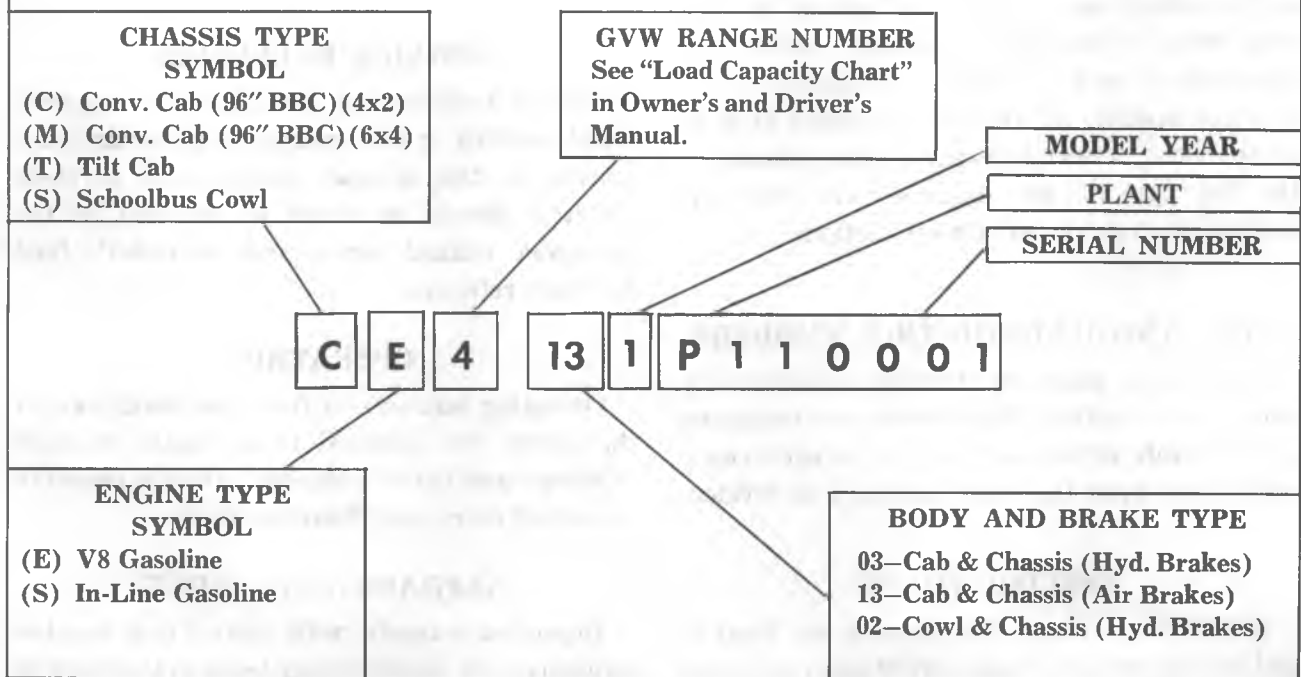 CHASSIS TYPE
SYMBOL
(C) Conv. Cab (96″ BBC)(4x2)
(M) Conv. Cab (96″ BBC)(6x4)
(T) Tilt Cab
(S) Schoolbus Cowl
GVW RANGE NUMBER
See “Load Capacity Chart”
in Owner's and Driver's
Manual.
MODEL YEAR
PLANT
SERIAL NUMBER
C E 4 13 1 P 1 1 0 0 0 1
ENGINE TYPE
SYMBOL
(E) V8 Gasoline
(S) In-Line Gasoline
BODY AND BRAKE TYPE
03–Cab & Chassis (Hyd. Brakes)
13–Cab & Chassis (Air Brakes)
02–Cowl & Chassis (Hyd. Brakes)